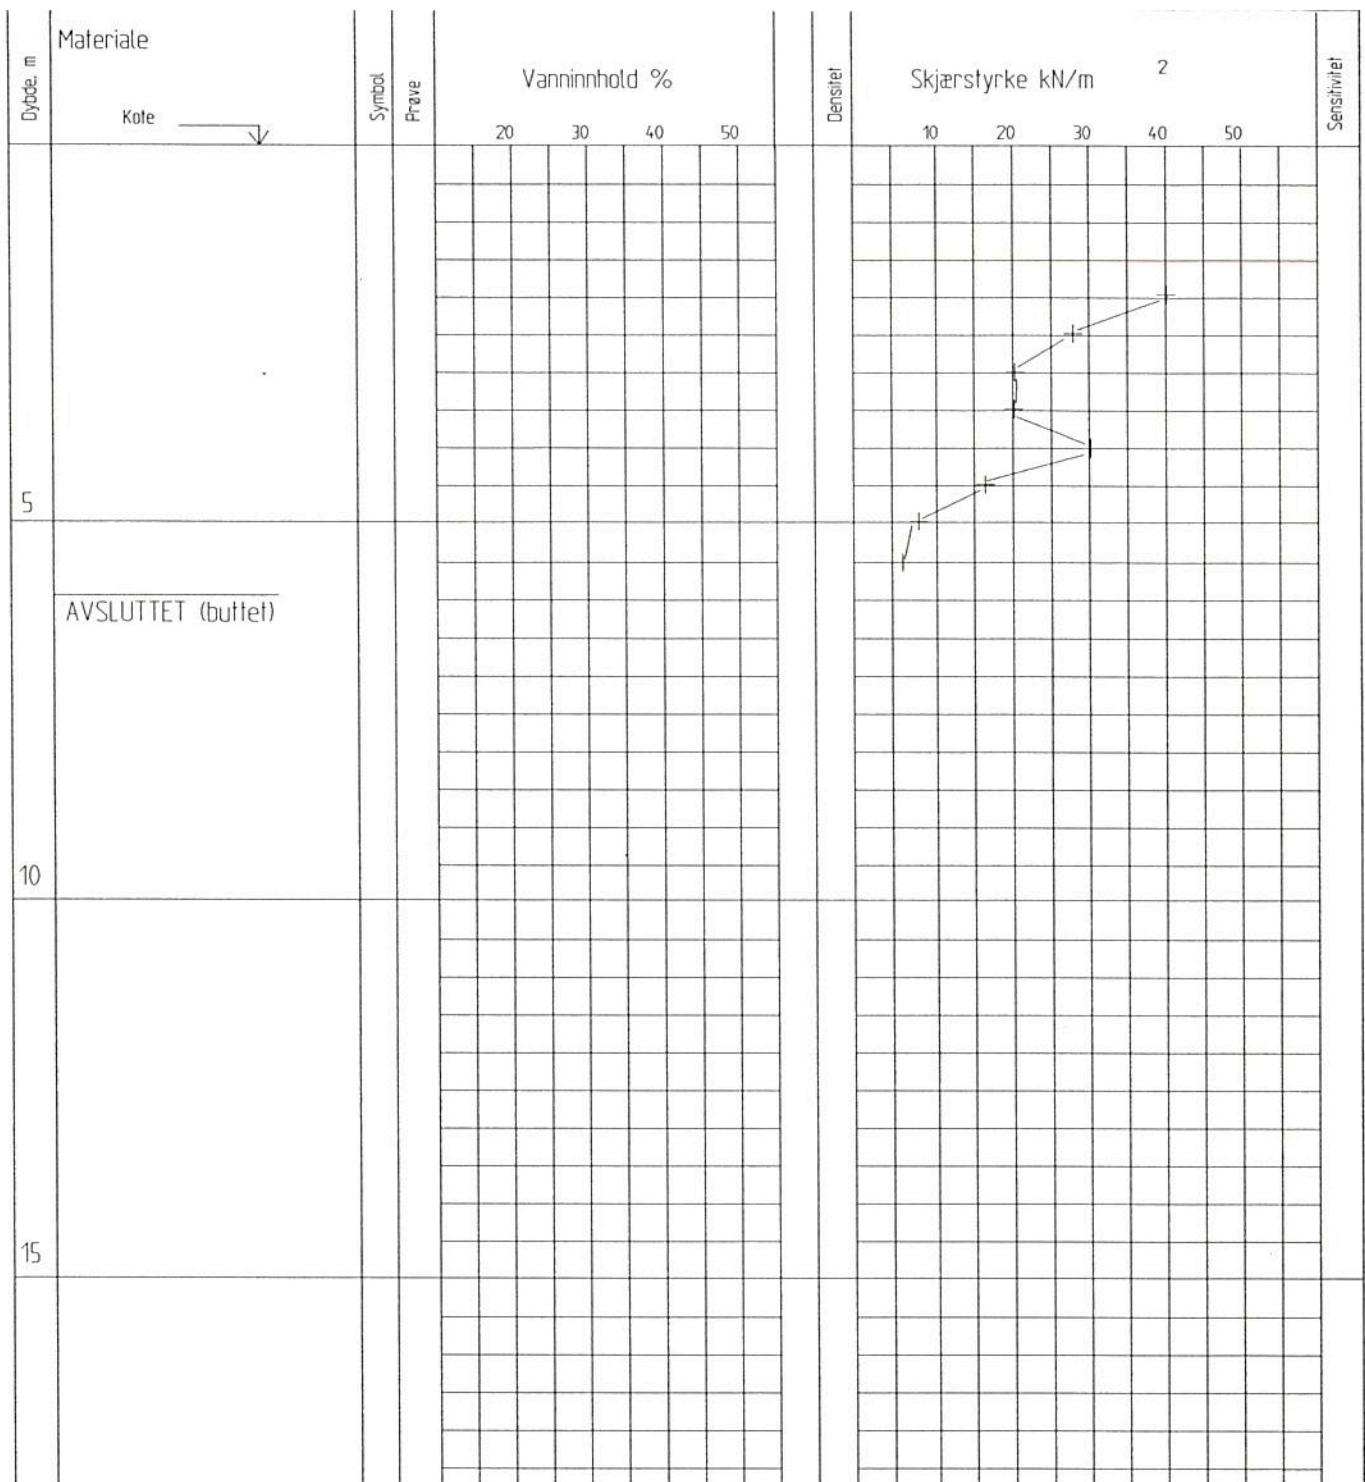 Dybde. m
Materiale
Kote
Symbol
Prøve
Vanninnhold %
20 30 40 50
Densitet
Skjærstyrke kN/m 2
10 20 30 40 50
Sensitivitet
5
AVSLUTTET (buttet)
10
15